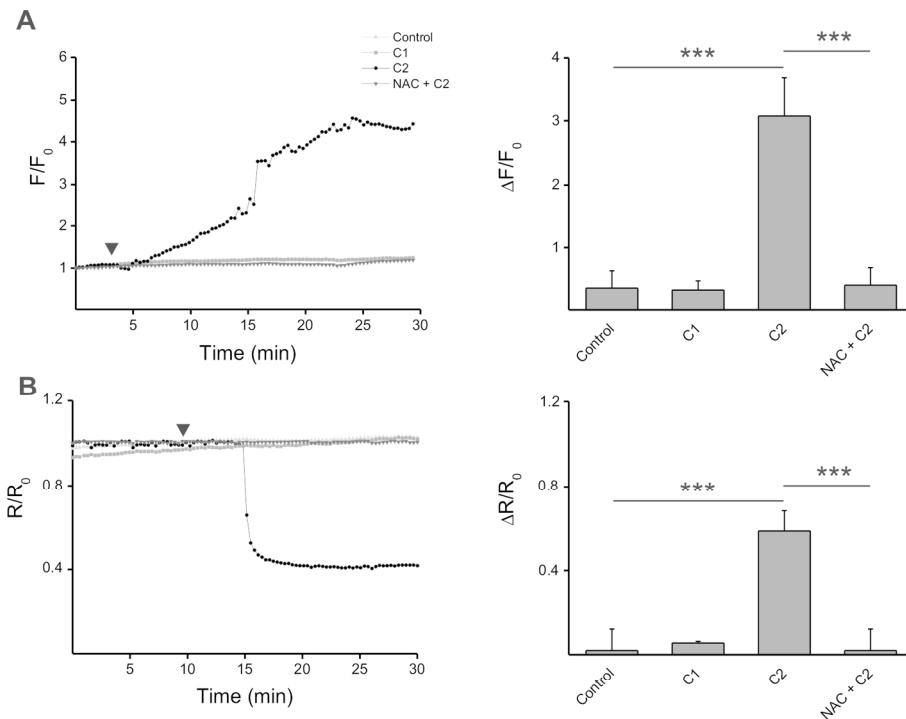 A
Control
C1
C2
NAC + C2
F/F0
6
5
4
3
2
1
5 10 15 20 25 30
Time (min)
ΔF/F0
4
3
2
1
*** ***
Control C1 C2 NAC + C2
B
R/R0
1.2
0.8
0.4
5 10 15 20 25 30
Time (min)
ΔR/R0
1.2
0.8
0.4
*** ***
Control C1 C2 NAC + C2